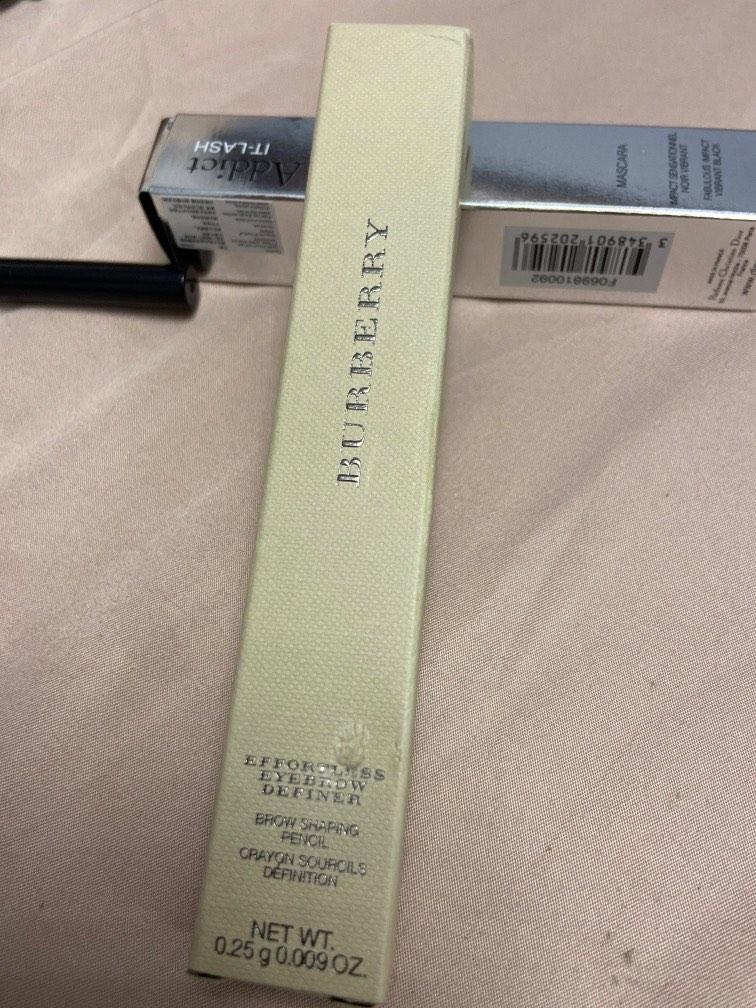 Addict
IT-LASH
MASCARA
IMPACT SENSATIONNEL
NOIR VIBRANT
FABULOUS IMPACT
VIBRANT BLACK
3 348901 202596
F069810092
BURBERRY
EFFORTLESS
EYEBROW
DEFINER
BROW SHAPING
PENCIL
CRAYON SOURCILS
DÉFINITION
NET WT.
0.25 g 0.009 OZ.